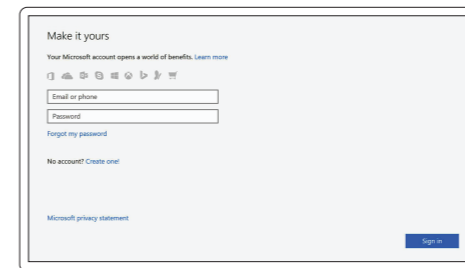 Make it yours
Your Microsoft account opens a world of benefits. Learn more
Email or phone
Password
Forgot my password
No account? Create one!
Microsoft privacy statement
Sign in